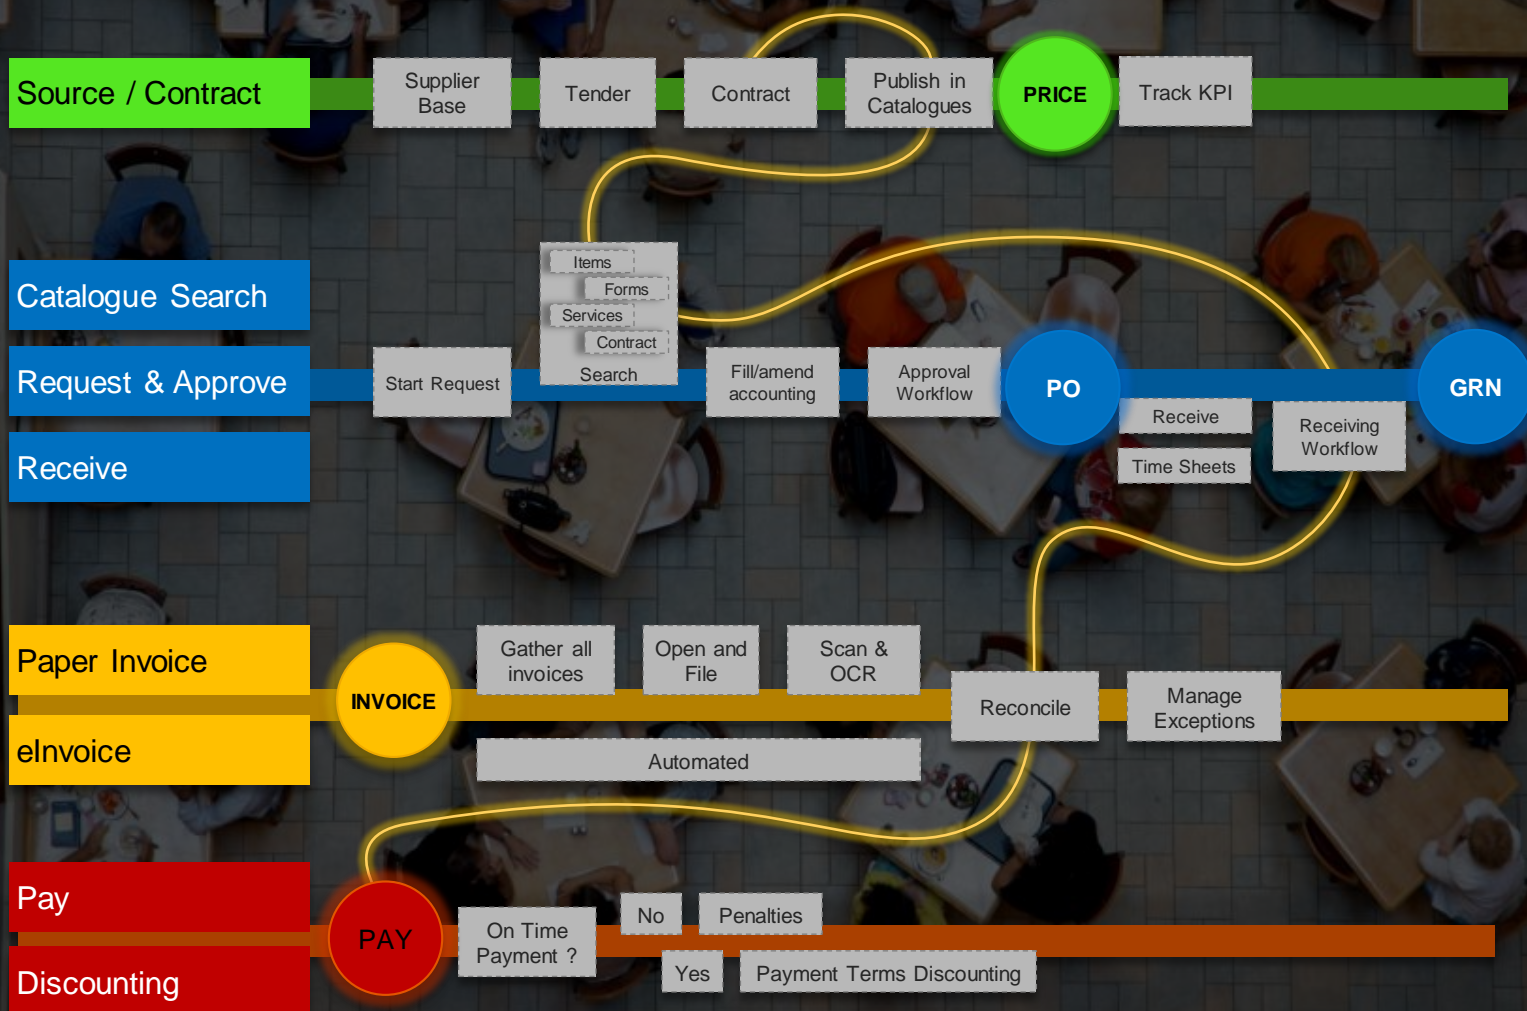 Source / Contract
Supplier
Base
Tender
Contract
Publish in
Catalogues
PRICE
Track KPI
Catalogue Search
Items
Forms
Services
Contract
Search
Request & Approve
Start Request
Fill/amend
accounting
Approval
Workflow
PO
Receive
Time Sheets
Receiving
Workflow
GRN
Receive
Paper Invoice
INVOICE
Gather all
invoices
Open and
File
Scan &
OCR
Reconcile
Manage
Exceptions
eInvoice
Automated
Pay
PAY
On Time
Payment ?
No
Penalties
Yes
Payment Terms Discounting
Discounting